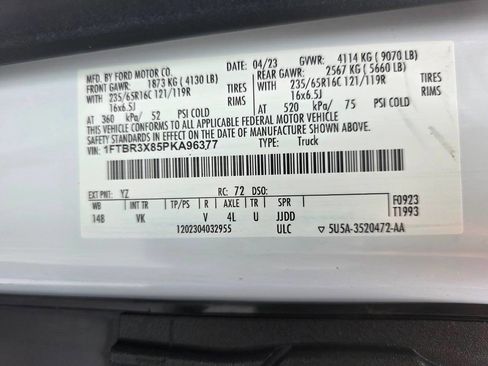 MFD. BY FORD MOTOR CO.
DATE: 04/23 GVWR: 4114 KG ( 9070 LB)
FRONT GAWR: 1873 KG ( 4130 LB) REAR GAWR: 2567 KG ( 5660 LB)
WITH 235/65R16C 121/119R TIRES WITH 235/65R16C 121/119R TIRES
16x6.5J RIMS 16x6.5J RIMS
AT 360 kPa/ 52 PSI COLD AT 520 kPa/ 75 PSI COLD
THIS VEHICLE CONFORMS TO ALL APPLICABLE FEDERAL MOTOR VEHICLE
SAFETY STANDARDS IN EFFECT ON THE DATE OF MANUFACTURE SHOWN ABOVE.
VIN: 1FTBR3X85PKA96377 TYPE: Truck
EXT PNT: YZ RC: 72 DSO:
WB INT TR TP/PS R AXLE TR SPR F0923
148 VK V 4L U JJDD T1993
1202304032955 ULC ▽ 5U5A-3520472-AA